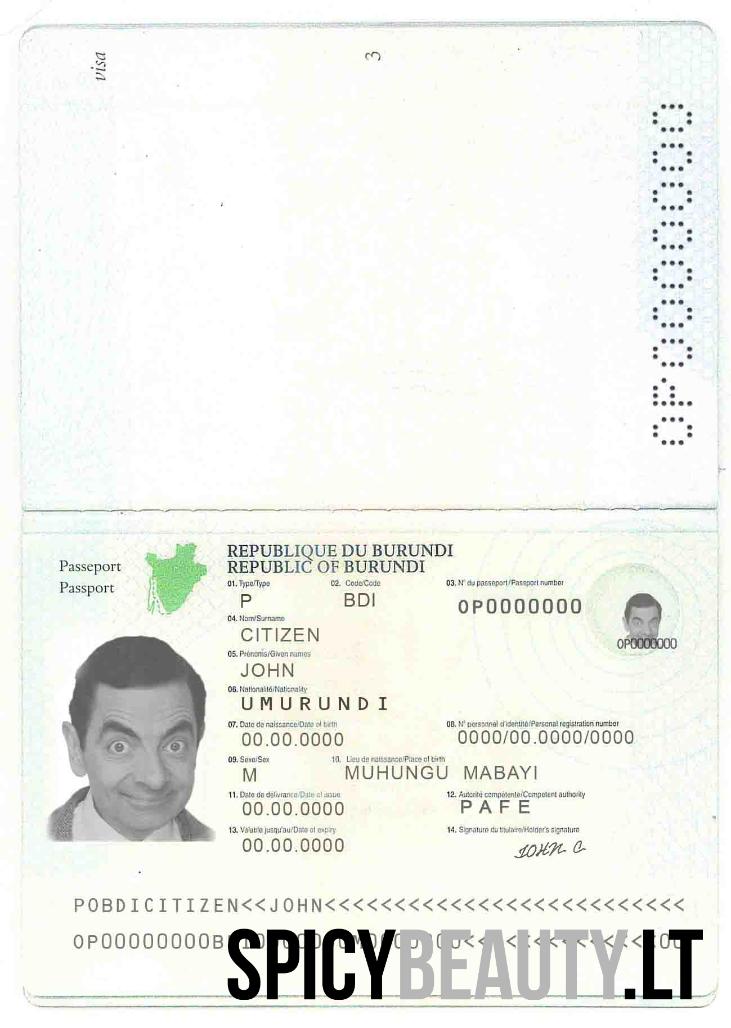 visa
3
OP0000000
Passeport
Passport
REPUBLIQUE DU BURUNDI
REPUBLIC OF BURUNDI
01. Type/Type 02. Code/Code 03. N° du passeport/Passport number
P BDI OP0000000
OP0000000
04. Nom/Surname
CITIZEN
05. Prénoms/Given names
JOHN
06. Nationalité/Nationality
UMURUNDI
07. Date de naissance/Date of birth 08. N° personnel d'identité/Personal registration number
00.00.0000 0000/00.0000/0000
09. Sexe/Sex 10. Lieu de naissance/Place of birth
M MUHUNGU MABAYI
11. Date de délivrance/Date of issue 12. Autorité compétente/Competent authority
00.00.0000 PAFE
13. Valable jusqu'au/Date of expiry 14. Signature du titulaire/Holder's signature
00.00.0000 JOHN C
POBDICITIZEN<<JOHN<<<<<<<<<<<<<<<<<<<<<<<<<<
SPICYBEAUTY.LT